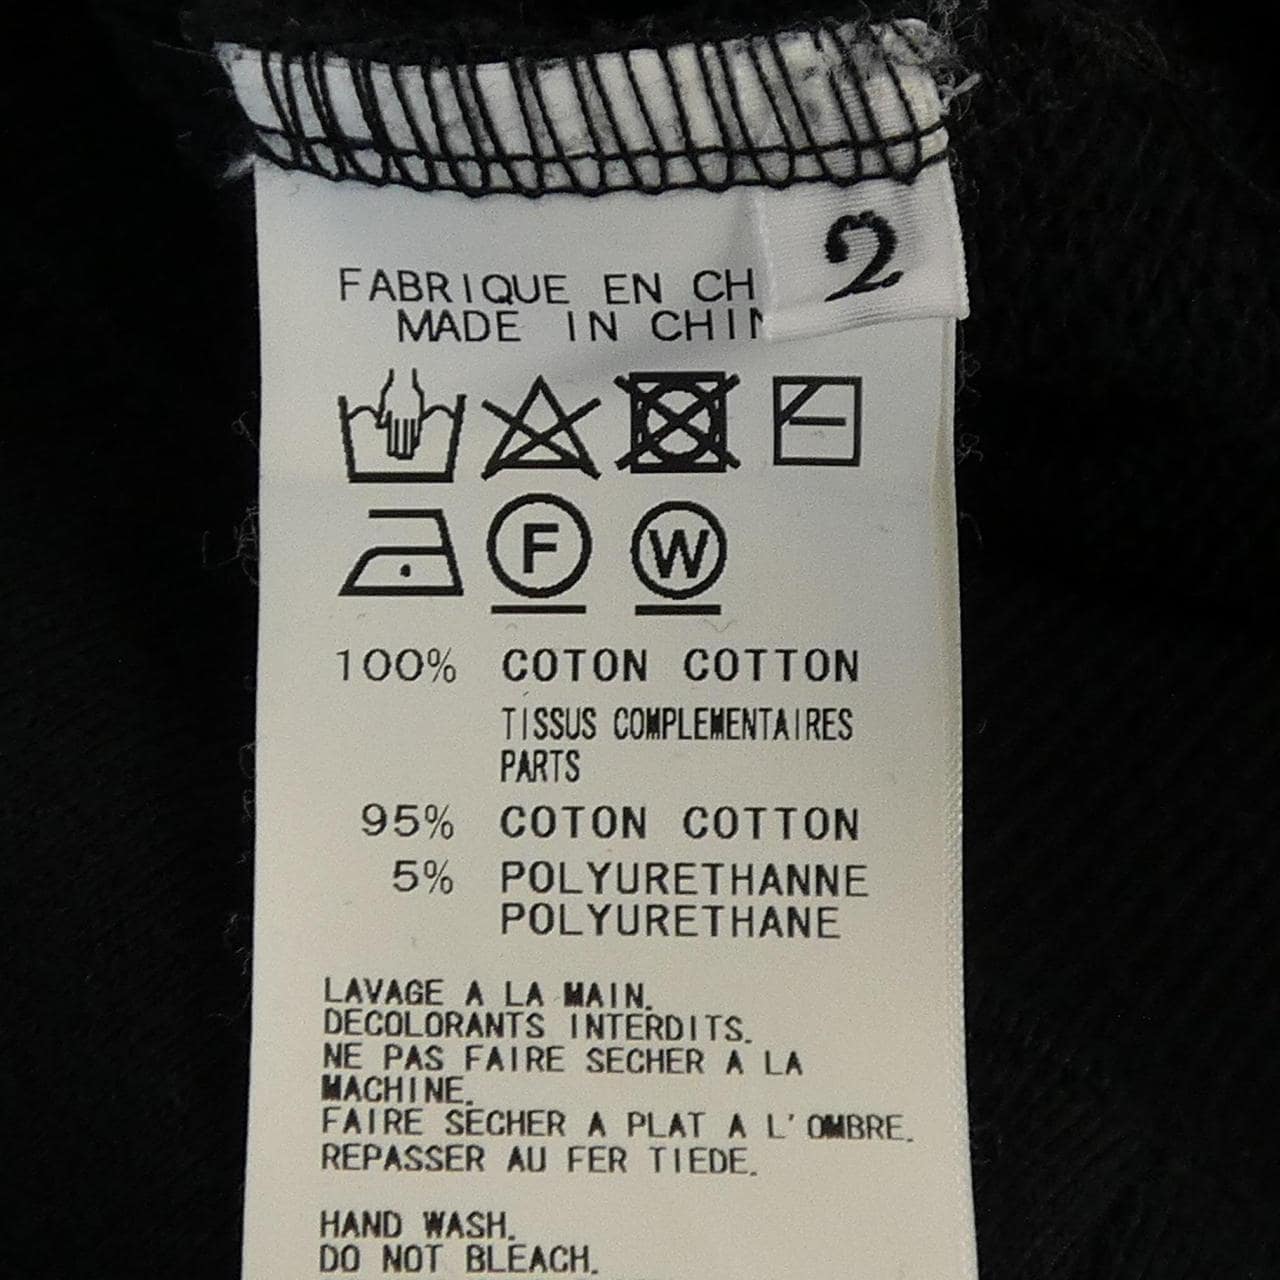 2
FABRIQUE EN CH
MADE IN CHIN
F W
100% COTON COTTON
TISSUS COMPLEMENTAIRES
PARTS
95% COTON COTTON
5% POLYURETHANNE
POLYURETHANE
LAVAGE A LA MAIN.
DECOLORANTS INTERDITS.
NE PAS FAIRE SECHER A LA
MACHINE.
FAIRE SECHER A PLAT A L'OMBRE.
REPASSER AU FER TIEDE.
HAND WASH.
DO NOT BLEACH.